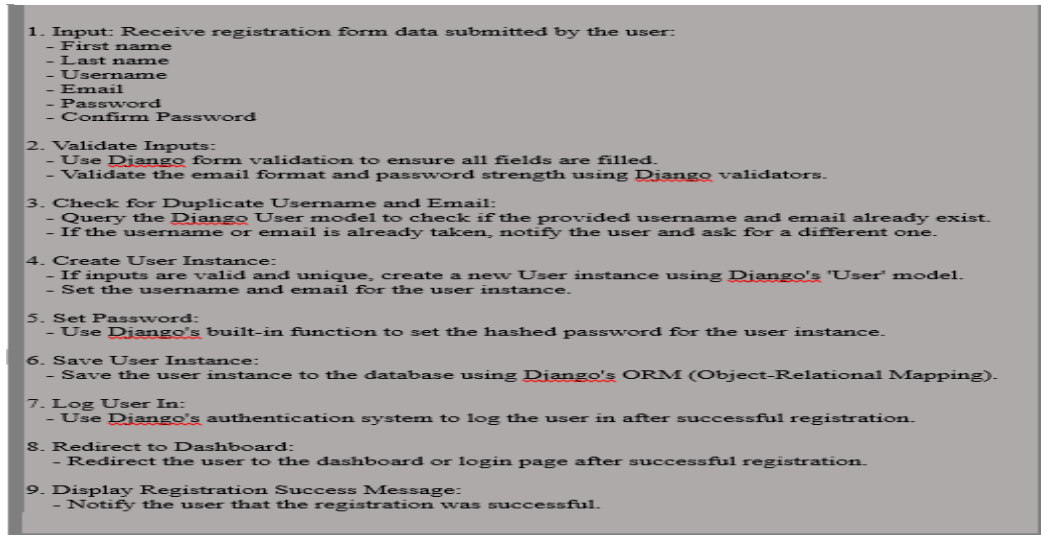 1. Input: Receive registration form data submitted by the user:
- First name
- Last name
- Username
- Email
- Password
- Confirm Password
2. Validate Inputs:
- Use Django form validation to ensure all fields are filled.
- Validate the email format and password strength using Django validators.
3. Check for Duplicate Username and Email:
- Query the Django User model to check if the provided username and email already exist.
- If the username or email is already taken, notify the user and ask for a different one.
4. Create User Instance:
- If inputs are valid and unique, create a new User instance using Django's 'User' model.
- Set the username and email for the user instance.
5. Set Password:
- Use Django's built-in function to set the hashed password for the user instance.
6. Save User Instance:
- Save the user instance to the database using Django's ORM (Object-Relational Mapping).
7. Log User In:
- Use Django's authentication system to log the user in after successful registration.
8. Redirect to Dashboard:
- Redirect the user to the dashboard or login page after successful registration.
9. Display Registration Success Message:
- Notify the user that the registration was successful.